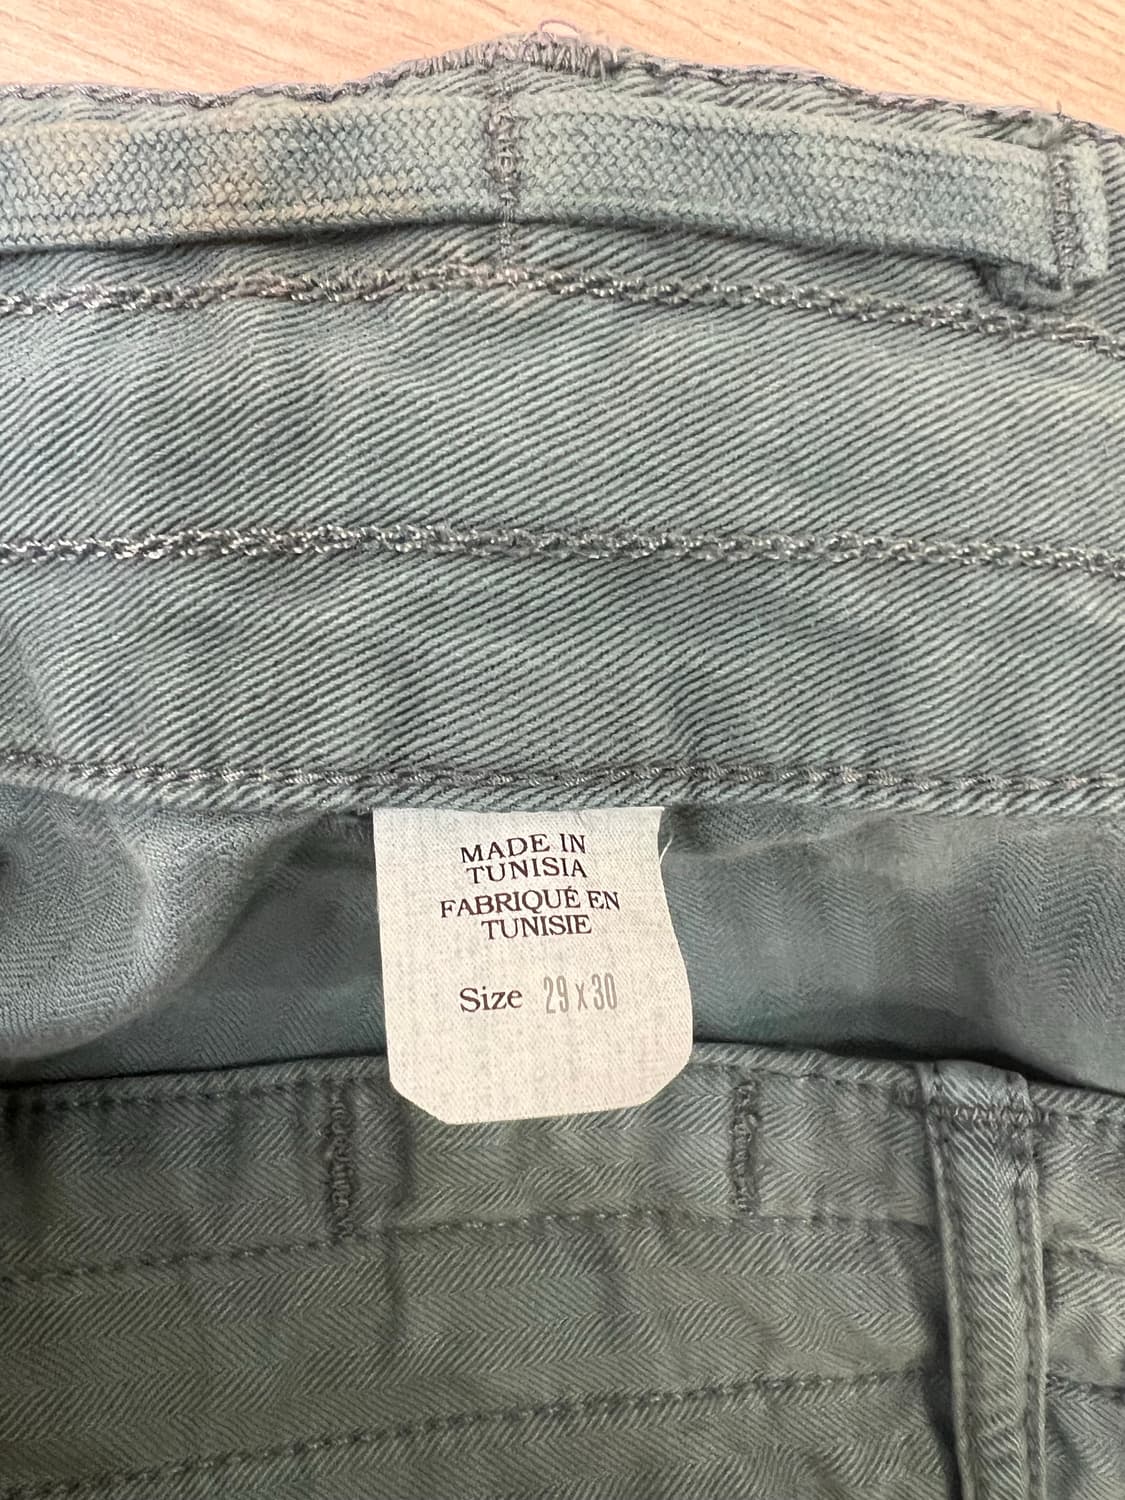 MADE IN
TUNISIA
FABRIQUÉ EN
TUNISIE
Size 29 x 30